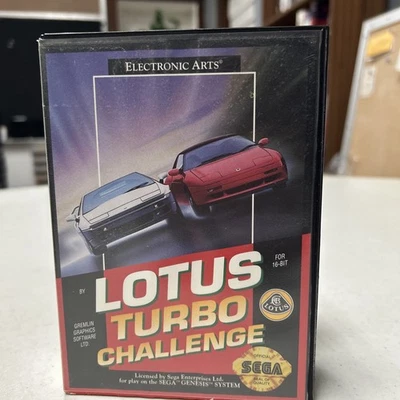 ELECTRONIC ARTS®
BY
LOTUS
FOR
16-BIT
TURBO
LOTUS
GREMLIN
GRAPHICS
SOFTWARE
LTD
CHALLENGE
SEGA
Licensed by Sega Enterprises Ltd.
for play on the SEGA™ GENESIS™ SYSTEM